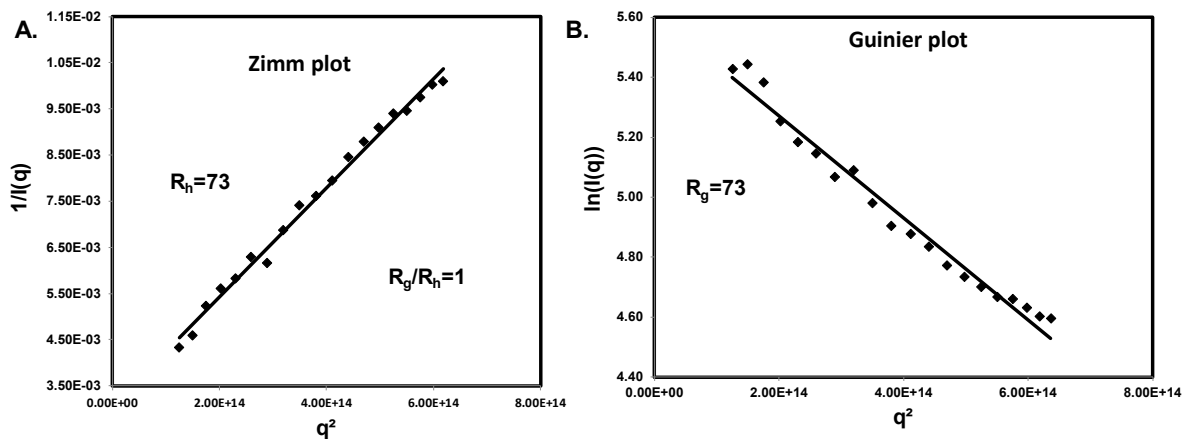 A.
Zimm plot
1.15E-02
1.05E-02
9.50E-03
8.50E-03
7.50E-03
6.50E-03
5.50E-03
4.50E-03
3.50E-03
1/I(q)
R_h=73
R_g/R_h=1
0.00E+00 2.00E+14 4.00E+14 6.00E+14 8.00E+14
q²
B.
Guinier plot
5.60
5.40
5.20
5.00
4.80
4.60
4.40
ln(I(q))
R_g=73
0.00E+00 2.00E+14 4.00E+14 6.00E+14 8.00E+14
q²